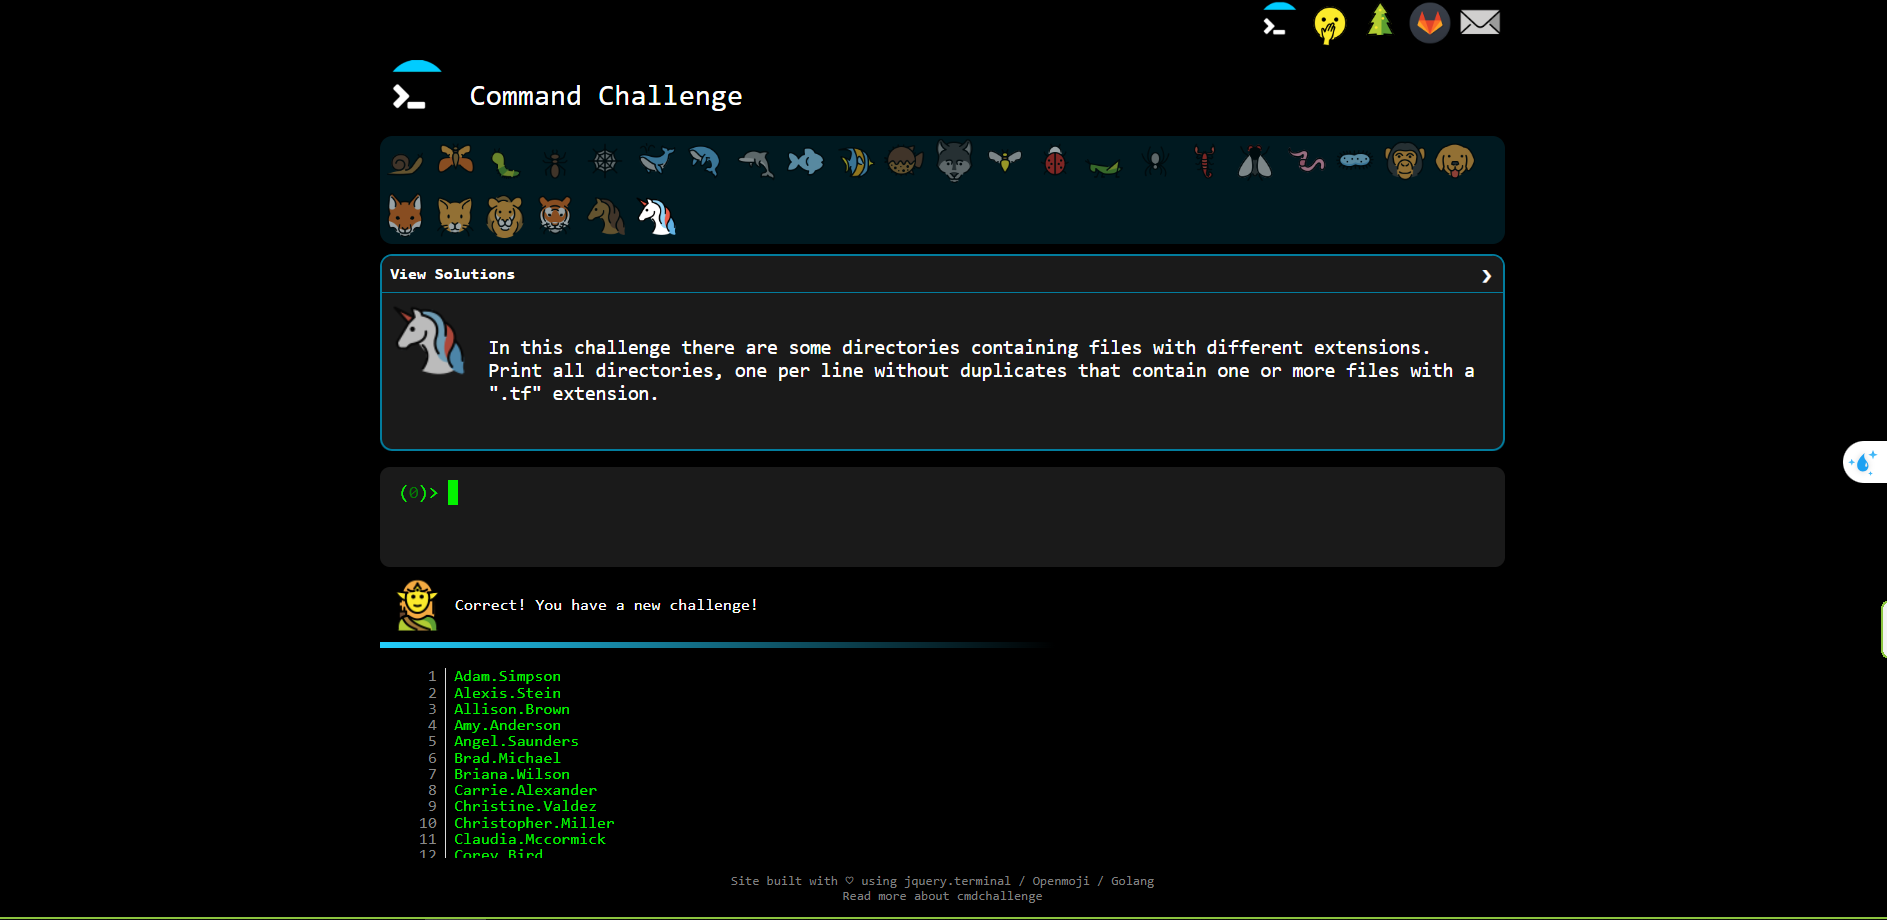 Command Challenge
View Solutions
In this challenge there are some directories containing files with different extensions.
Print all directories, one per line without duplicates that contain one or more files with a
".tf" extension.
(0)>
Correct! You have a new challenge!
1 Adam.Simpson
2 Alexis.Stein
3 Allison.Brown
4 Amy.Anderson
5 Angel.Saunders
6 Brad.Michael
7 Briana.Wilson
8 Carrie.Alexander
9 Christine.Valdez
10 Christopher.Miller
11 Claudia.Mccormick
12 Corey.Bird
Site built with ♡ using jquery.terminal / Openmoji / Golang
Read more about cmdchallenge